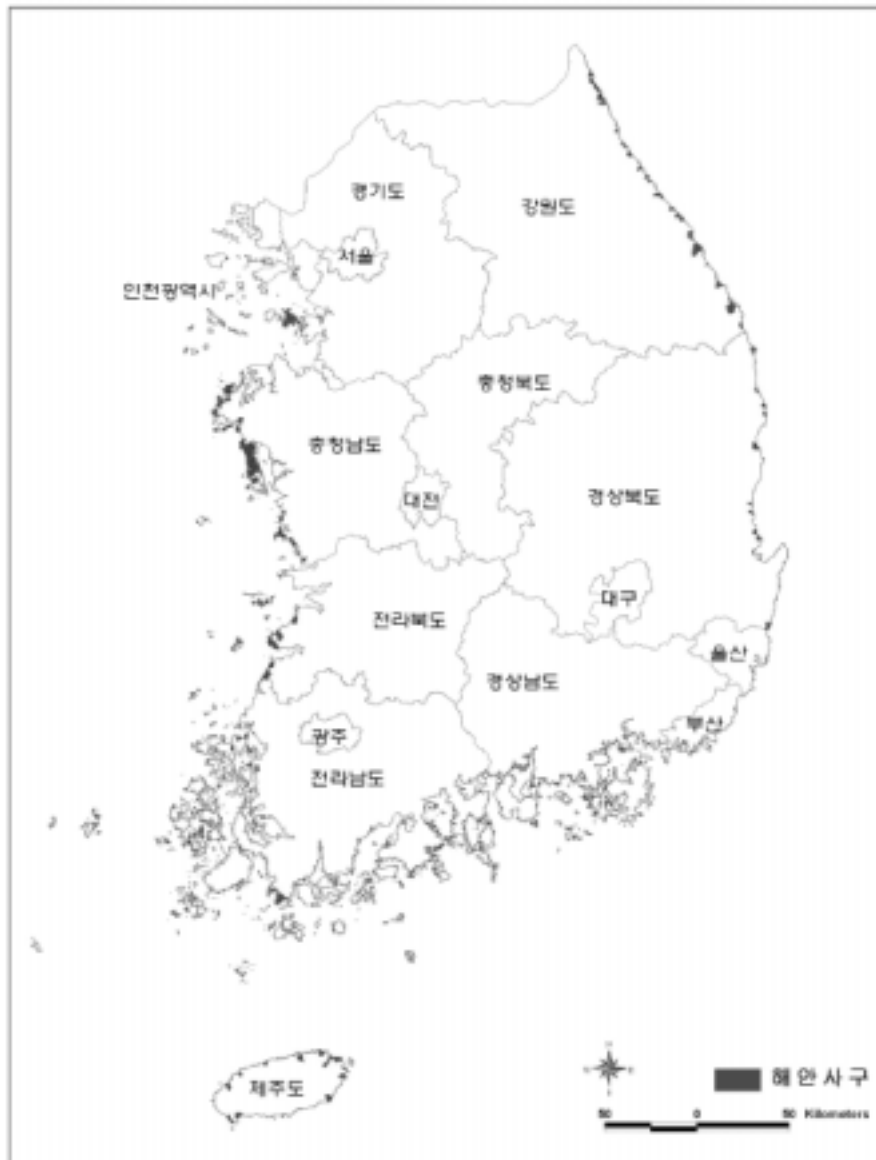 경기도
강원도
서울
인천광역시
충청북도
충청남도
대전
경상북도
대구
전라북도
울산
경상남도
부산
광주
전라남도
제주도
해안사구
50 0 50 Kilometers